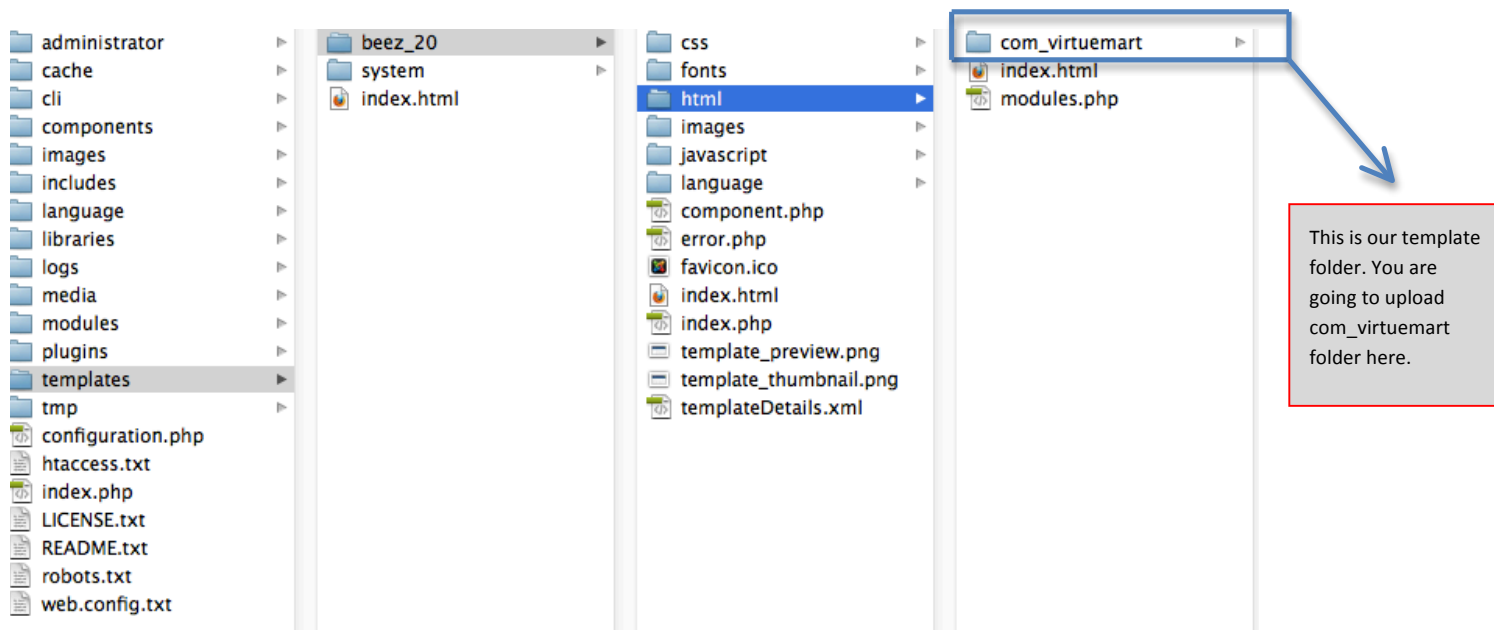 administrator
cache
cli
components
images
includes
language
libraries
logs
media
modules
plugins
templates
tmp
configuration.php
htaccess.txt
index.php
LICENSE.txt
README.txt
robots.txt
web.config.txt
beez_20
system
index.html
css
fonts
html
images
javascript
language
component.php
error.php
favicon.ico
index.html
index.php
template_preview.png
template_thumbnail.png
templateDetails.xml
com_virtuemart
index.html
modules.php
This is our template
folder. You are
going to upload
com_virtuemart
folder here.